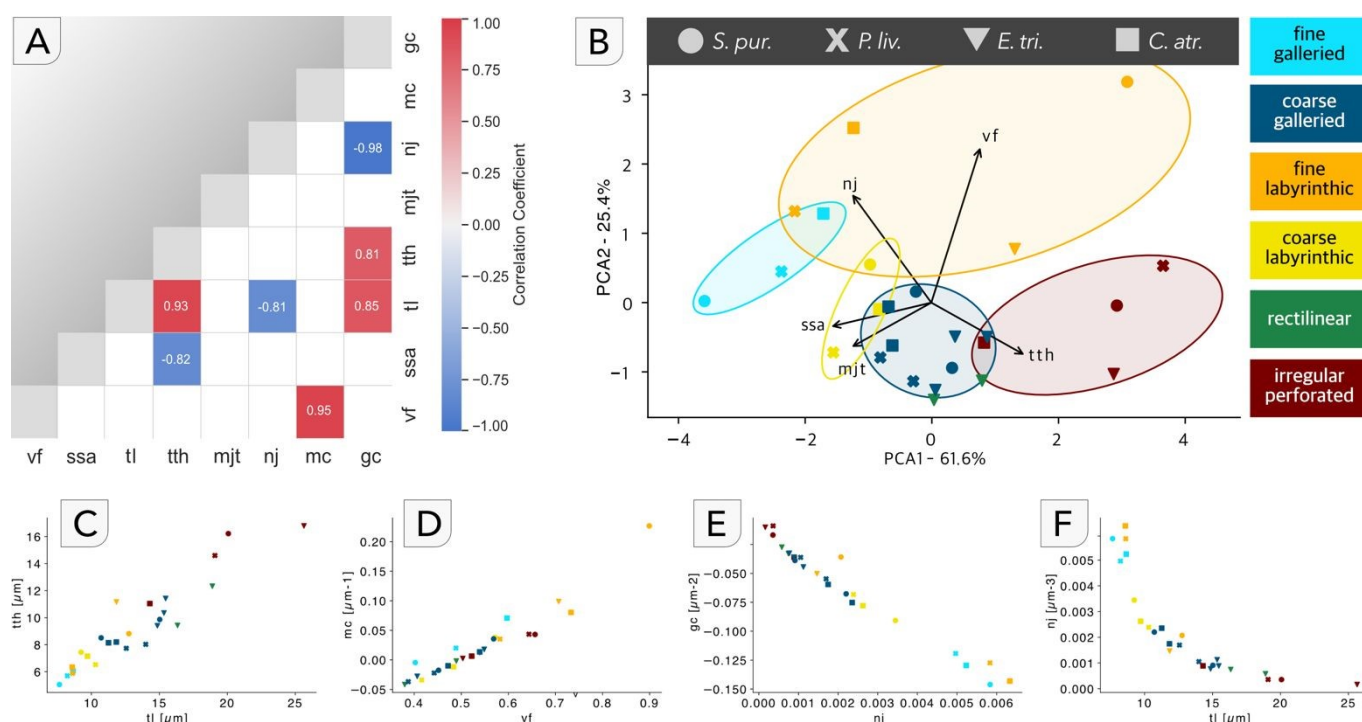 A
1.00
0.75
0.50
0.25
0.00
-0.25
-0.50
-0.75
-1.00
Correlation Coefficient
gc
mc
-0.98
nj
mjt
0.81
tth
0.93
-0.81
0.85
tl
-0.82
ssa
0.95
vf
vf ssa tl tth mjt nj mc gc
B
S. pur. P. liv. E. tri. C. atr.
3
2
1
0
−1
PCA2 - 25.4%
vf
nj
ssa
mjt
tth
−4 −2 0 2 4
PCA1 - 61.6%
fine
galleried
coarse
galleried
fine
labyrinthic
coarse
labyrinthic
rectilinear
irregular
perforated
C
16
14
12
10
8
6
tth [µm]
10 15 20 25
tl [µm]
D
0.20
0.15
0.10
0.05
0.00
−0.05
mc [µm-1]
0.4 0.5 0.6 0.7 0.8 0.9
vf
E
−0.050
−0.075
−0.100
−0.125
−0.150
gc [µm-2]
0.000 0.001 0.002 0.003 0.004 0.005 0.006
nj
F
0.005
0.004
0.003
0.002
0.001
0.000
nj [µm-3]
10 15 20 25
tl [µm]